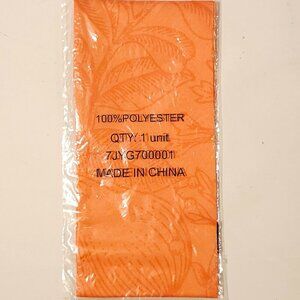 100%POLYESTER
QTY: 1 unit
7JYG700001
MADE IN CHINA